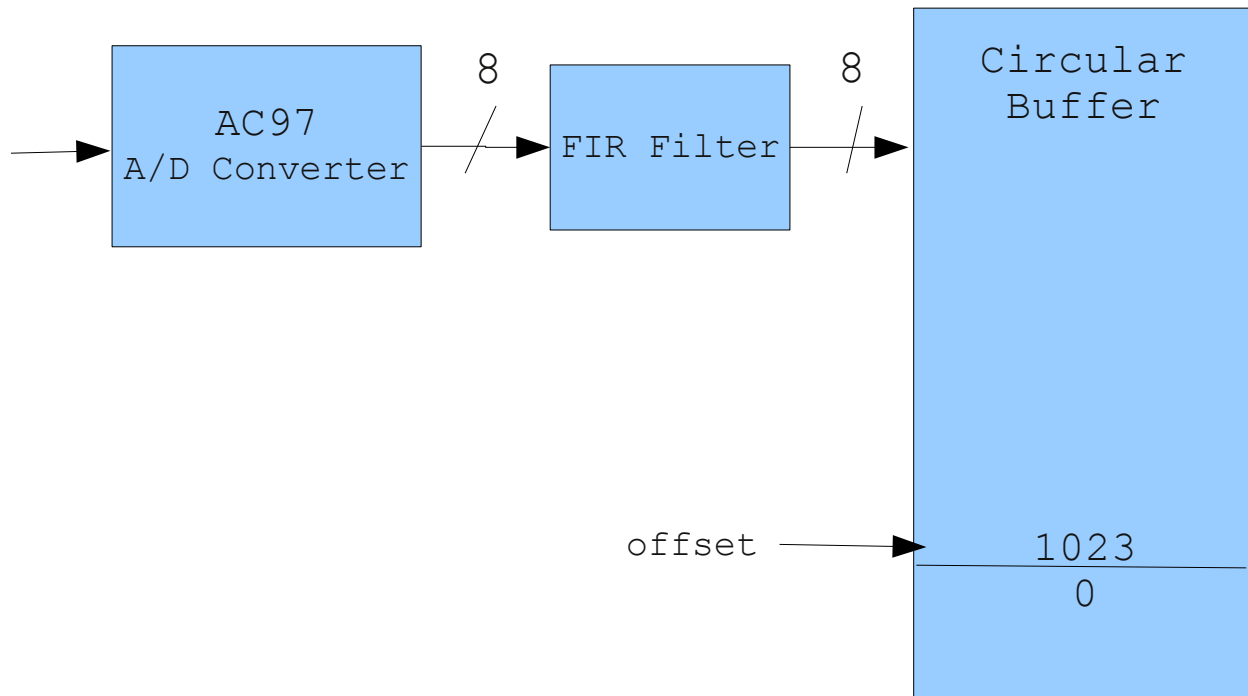 AC97
A/D Converter
8
FIR Filter
8
Circular
Buffer
offset
1023
0